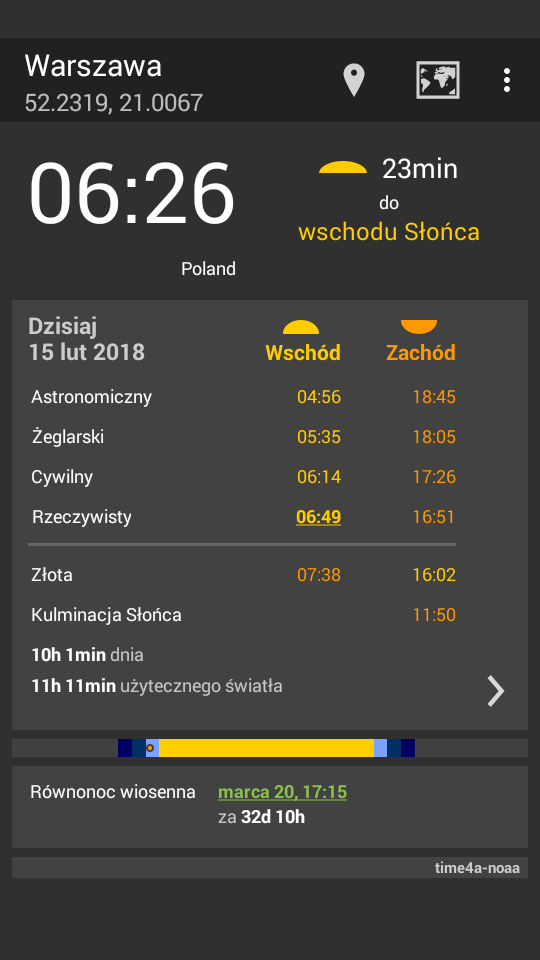 Warszawa
52.2319, 21.0067
06:26
Poland
23min
do
wschodu Słońca
Dzisiaj
15 lut 2018
Wschód Zachód
Astronomiczny 04:56 18:45
Żeglarski 05:35 18:05
Cywilny 06:14 17:26
Rzeczywisty 06:49 16:51
Złota 07:38 16:02
Kulminacja Słońca 11:50
10h 1min dnia
11h 11min użytecznego światła
Równonoc wiosenna marca 20, 17:15
za 32d 10h
time4a-noaa